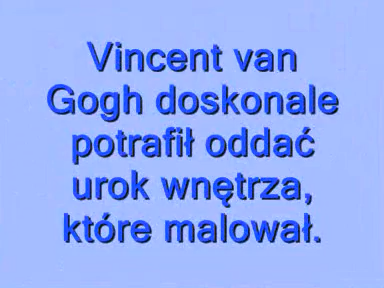 Vincent van
Gogh doskonale
potrafił oddać
urok wnętrza,
które malował.